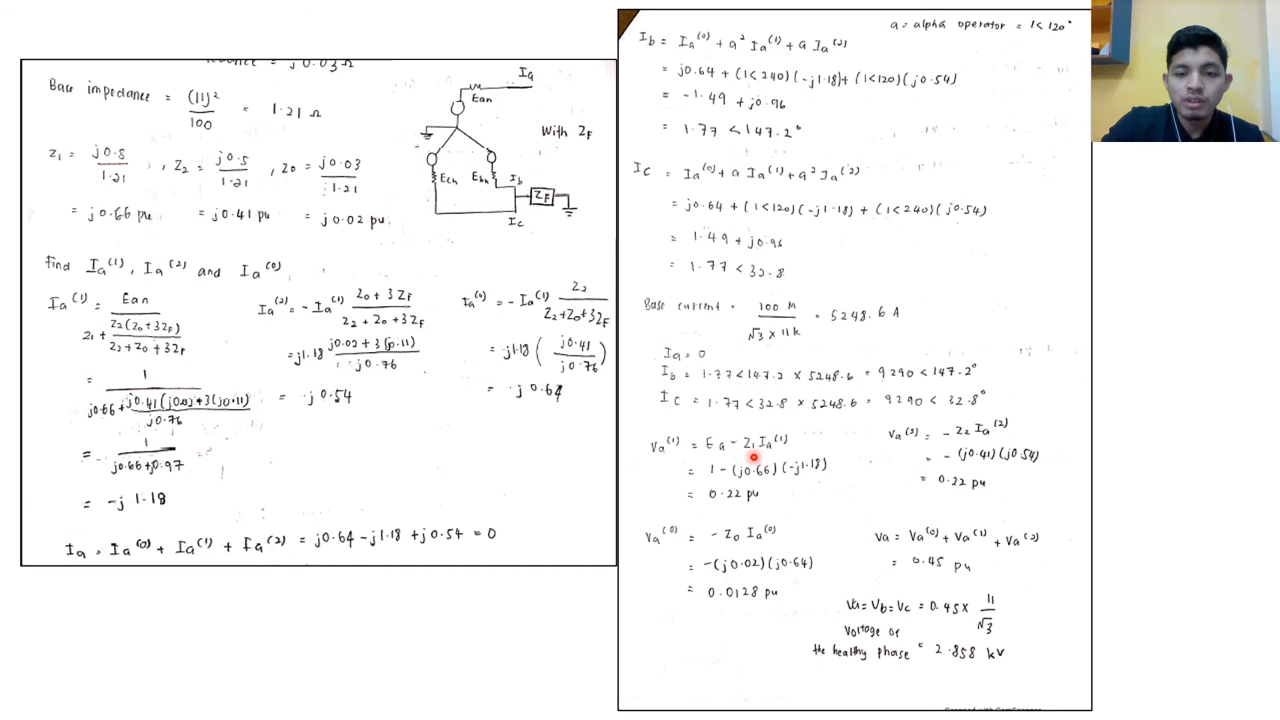 Base impedance = (11)²/100 = 1.21 Ω
Ia
Ean
With ZF
Z1 = j0.8/1.21 , Z2 = j0.5/1.21 , Z0 = j0.03/1.21
Ecn Ebn Ib ZF
= j0.66 pu = j0.41 pu = j0.02 pu
Ic
Find Ia(1), Ia(2) and Ia(0)
Ia(1) = Ean / (Z1 + Z2(Z0+3ZF)/(Z2+Z0+3ZF))
= 1 / (j0.66 + j0.41(j0.02+3(j0.11))/j0.76)
= 1/(j0.66+j0.97)
= -j 1.18
Ia(2) = -Ia(1) (Z0+3ZF)/(Z2+Z0+3ZF)
= j1.18 (j0.02+3(j0.11))/j0.76
= j0.54
Ia(0) = -Ia(1) Z2/(Z2+Z0+3ZF)
= j1.18 (j0.41/j0.76)
= j0.64
Ia = Ia(0) + Ia(1) + Ia(2) = j0.64 - j1.18 + j0.54 = 0
a = alpha operator = 1<120°
Ib = Ia(0) + a² Ia(1) + a Ia(2)
= j0.64 + (1<240)(-j1.18) + (1<120)(j0.54)
= -1.49 + j0.96
= 1.77 < 147.2°
Ic = Ia(0) + a Ia(1) + a² Ia(2)
= j0.64 + (1<120)(-j1.18) + (1<240)(j0.54)
= 1.49 + j0.96
= 1.77 < 32.8
Base current = 100 M/(√3 × 11k) = 5248.6 A
Ia = 0
Ib = 1.77<147.2 × 5248.6 = 9290 < 147.2°
Ic = 1.77<32.8 × 5248.6 = 9290 < 32.8°
Va(1) = Ea - Z1 Ia(1)
= 1 - (j0.66)(-j1.18)
= 0.22 pu
= - Z2 Ia(2)
= - (j0.41)(j0.54)
= 0.22 pu
Va(0) = - Z0 Ia(0)
= -(j0.02)(j0.64)
= 0.0128 pu
Va = Va(0) + Va(1) + Va(2)
= 0.45 pu
Va = Vb = Vc = 0.45 × 11/√3
voltage of
the healthy phase = 2.858 kV